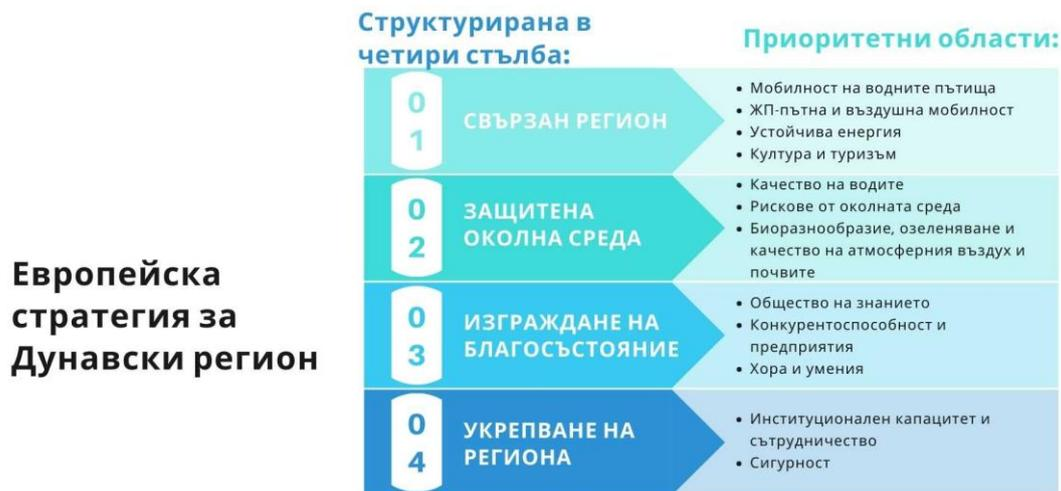 Европейска
стратегия за
Дунавски регион
Структурирана в
четири стълба:
Приоритетни области:
01
СВЪРЗАН РЕГИОН
• Мобилност на водните пътища
• ЖП-пътна и въздушна мобилност
• Устойчива енергия
• Култура и туризъм
02
ЗАЩИТЕНА
ОКОЛНА СРЕДА
• Качество на водите
• Рискове от околната среда
• Биоразнообразие, озеленяване и
качество на атмосферния въздух и
почвите
03
ИЗГРАЖДАНЕ НА
БЛАГОСЪСТОЯНИЕ
• Общество на знанието
• Конкурентоспособност и
предприятия
• Хора и умения
04
УКРЕПВАНЕ НА
РЕГИОНА
• Институционален капацитет и
сътрудничество
• Сигурност